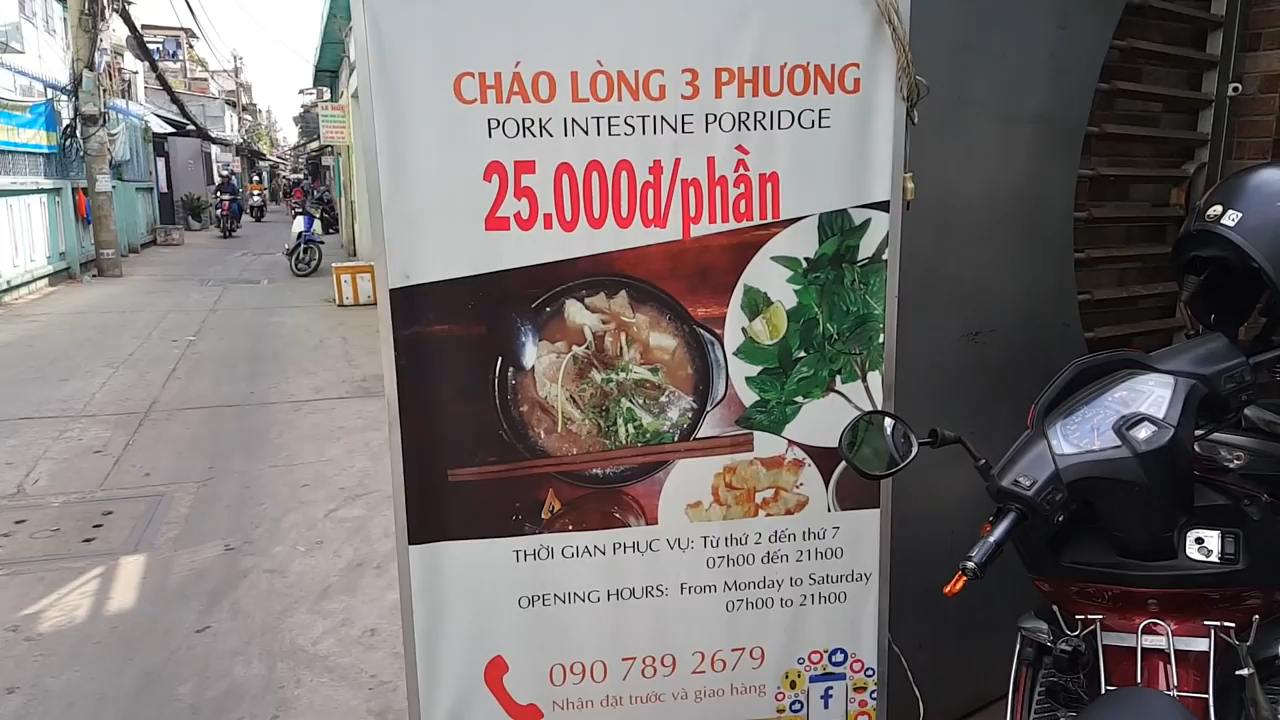 CHÁO LÒNG 3 PHƯƠNG
PORK INTESTINE PORRIDGE
25.000đ/phần
THỜI GIAN PHỤC VỤ: Từ thứ 2 đến thứ 7
07h00 đến 21h00
OPENING HOURS: From Monday to Saturday
07h00 to 21h00
090 789 2679
Nhận đặt trước và giao hàng
f